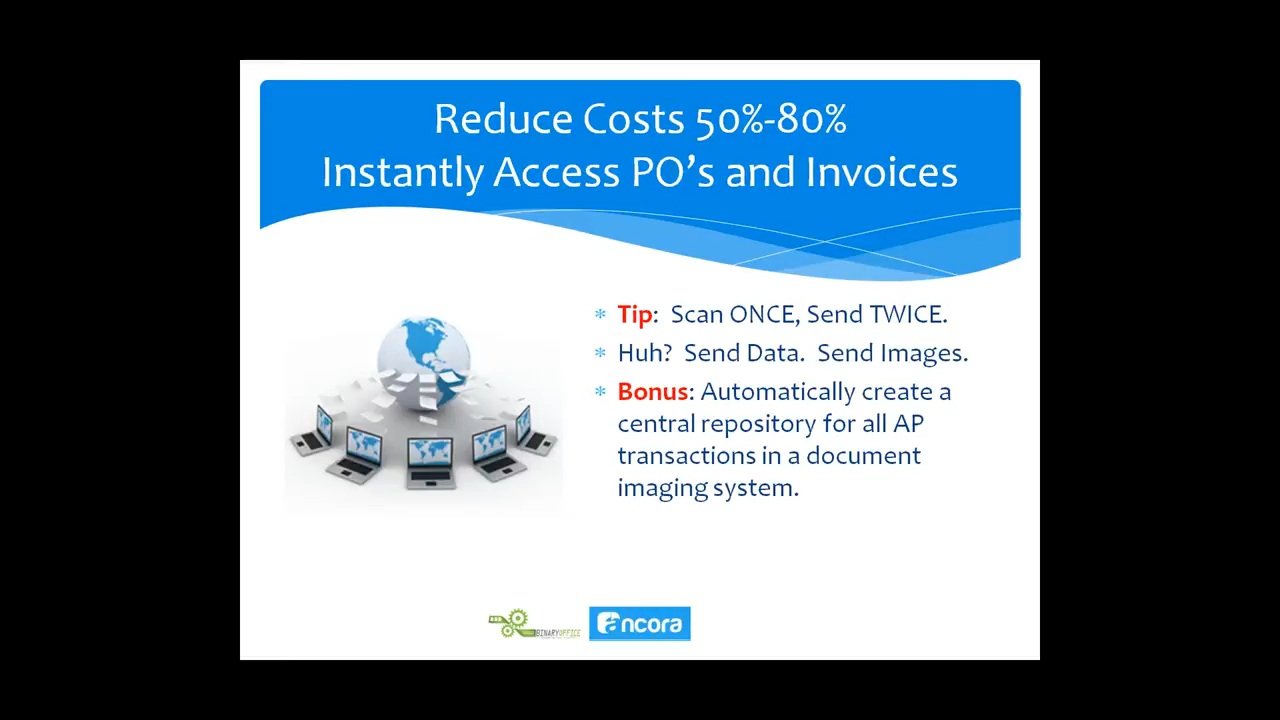 Reduce Costs 50%-80%
Instantly Access PO’s and Invoices
* Tip: Scan ONCE, Send TWICE.
* Huh? Send Data. Send Images.
* Bonus: Automatically create a
central repository for all AP
transactions in a document
imaging system.
BINARYOFFICE
ancora